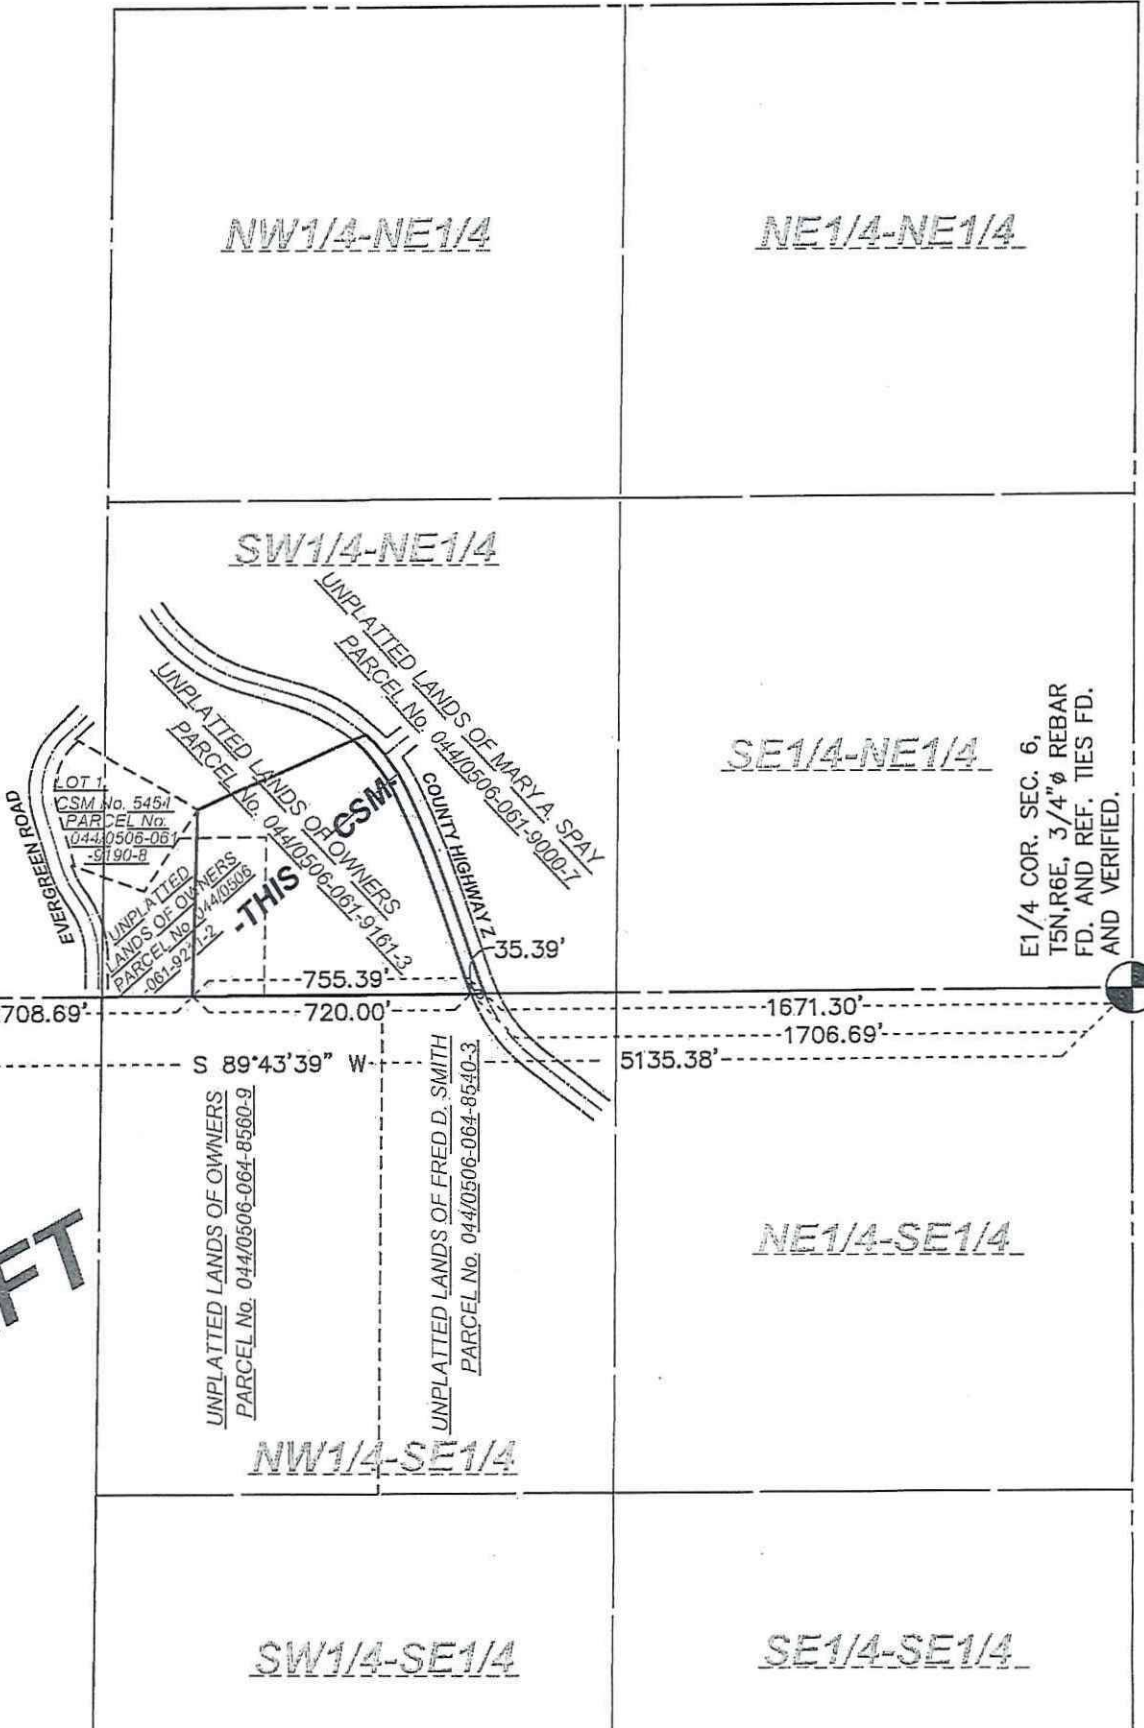 NW1/4-NE1/4
NE1/4-NE1/4
SW1/4-NE1/4
UNPLATTED LANDS OF MARY A. SPAY
PARCEL No. 044/0506-061-9000-7
UNPLATTED LANDS OF OWNERS
PARCEL No. 044/0506-061-9161-3
-THIS CSM-
COUNTY HIGHWAY Z
SE1/4-NE1/4
E1/4 COR. SEC. 6,
T5N,R6E, 3/4"ø REBAR
FD. AND REF. TIES FD.
AND VERIFIED.
EVERGREEN ROAD
LOT 1
CSM No. 5454
PARCEL No.
044/0506-061
-9190-8
UNPLATTED
LANDS OF OWNERS
PARCEL No. 044/0506
35.39'
755.39'
708.69'
720.00'
1671.30'
1706.69'
S 89°43'39" W
5135.38'
UNPLATTED LANDS OF OWNERS
PARCEL No. 044/0506-064-8560-9
UNPLATTED LANDS OF FRED D. SMITH
PARCEL No. 044/0506-064-8540-3
FT
NE1/4-SE1/4
NW1/4-SE1/4
SW1/4-SE1/4
SE1/4-SE1/4